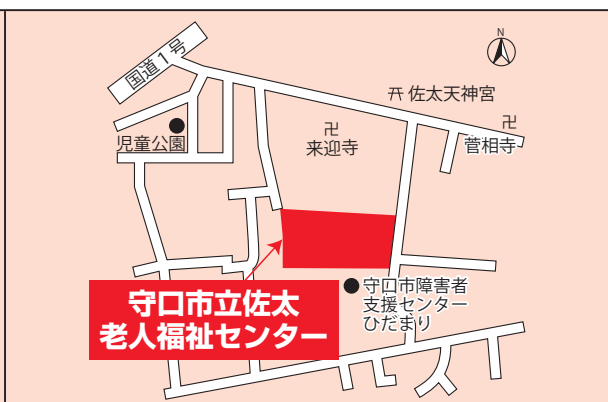 N
国道1号
佐太天神宮
卍
来迎寺
卍
菅相寺
児童公園
守口市障害者
支援センター
ひだまり
守口市立佐太
老人福祉センター